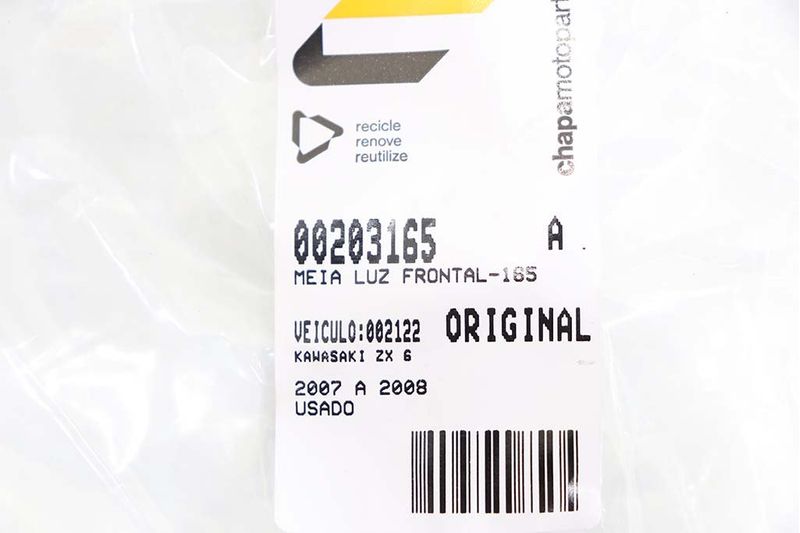 chapamotopart
recicle
renove
reutilize
00203165 A
MEIA LUZ FRONTAL-165
VEICULO:002122 ORIGINAL
KAWASAKI ZX 6
2007 A 2008
USADO